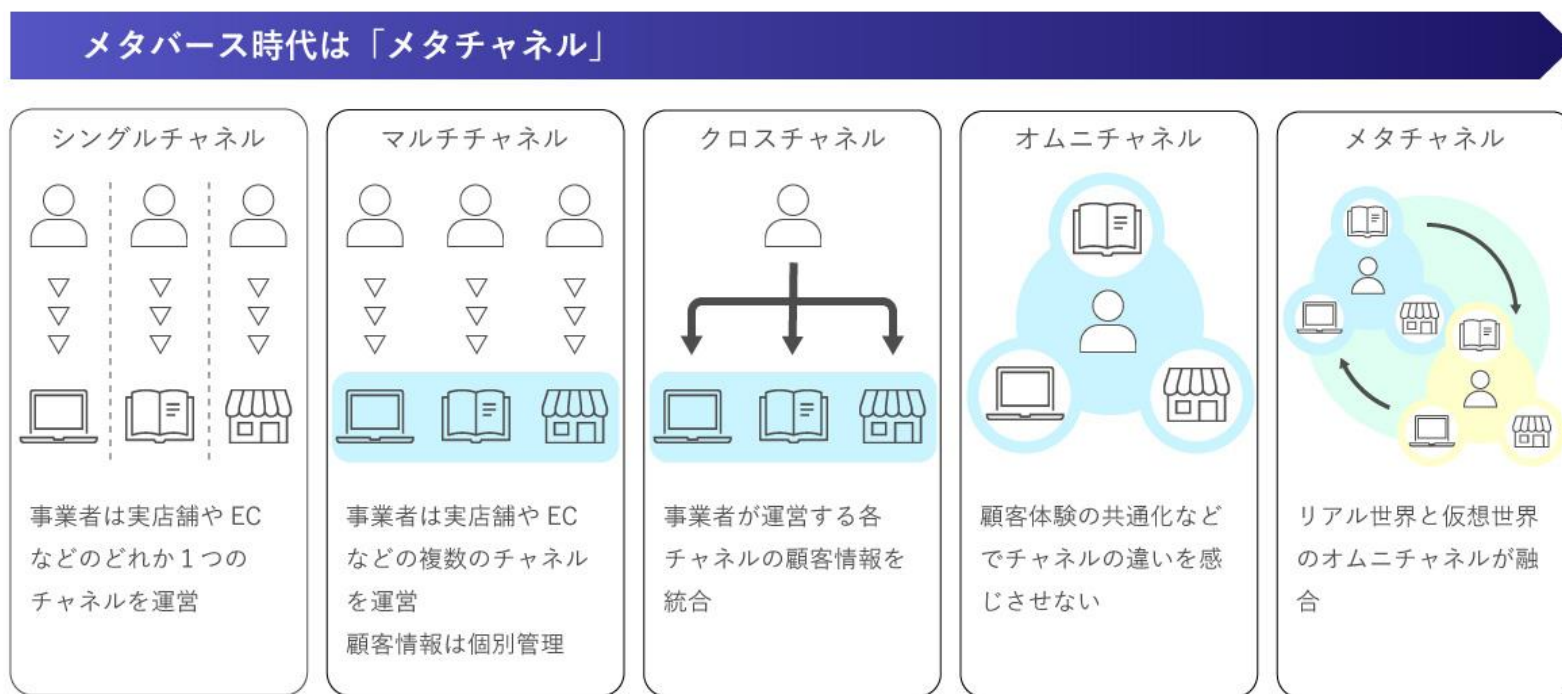 メタバース時代は「メタチャネル」
シングルチャネル
事業者は実店舗や EC
などのどれか 1 つの
チャネルを運営
マルチチャネル
事業者は実店舗や EC
などの複数のチャネル
を運営
顧客情報は個別管理
クロスチャネル
事業者が運営する各
チャネルの顧客情報を
統合
オムニチャネル
顧客体験の共通化など
でチャネルの違いを感
じさせない
メタチャネル
リアル世界と仮想世界
のオムニチャネルが融
合